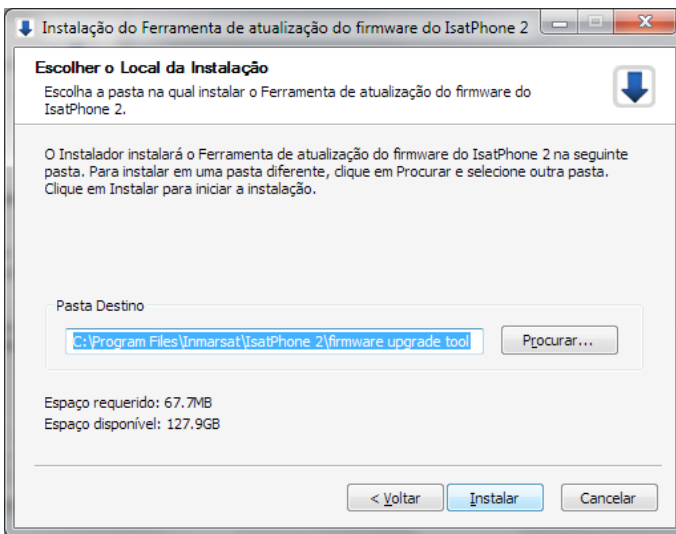 Instalação do Ferramenta de atualização do firmware do IsatPhone 2
Escolher o Local da Instalação
Escolha a pasta na qual instalar o Ferramenta de atualização do firmware do
IsatPhone 2.
O Instalador instalará o Ferramenta de atualização do firmware do IsatPhone 2 na seguinte
pasta. Para instalar em uma pasta diferente, clique em Procurar e selecione outra pasta.
Clique em Instalar para iniciar a instalação.
Pasta Destino
C:\Program Files\Inmarsat\IsatPhone 2\firmware upgrade tool
Procurar...
Espaço requerido: 67.7MB
Espaço disponível: 127.9GB
< Voltar
Instalar
Cancelar